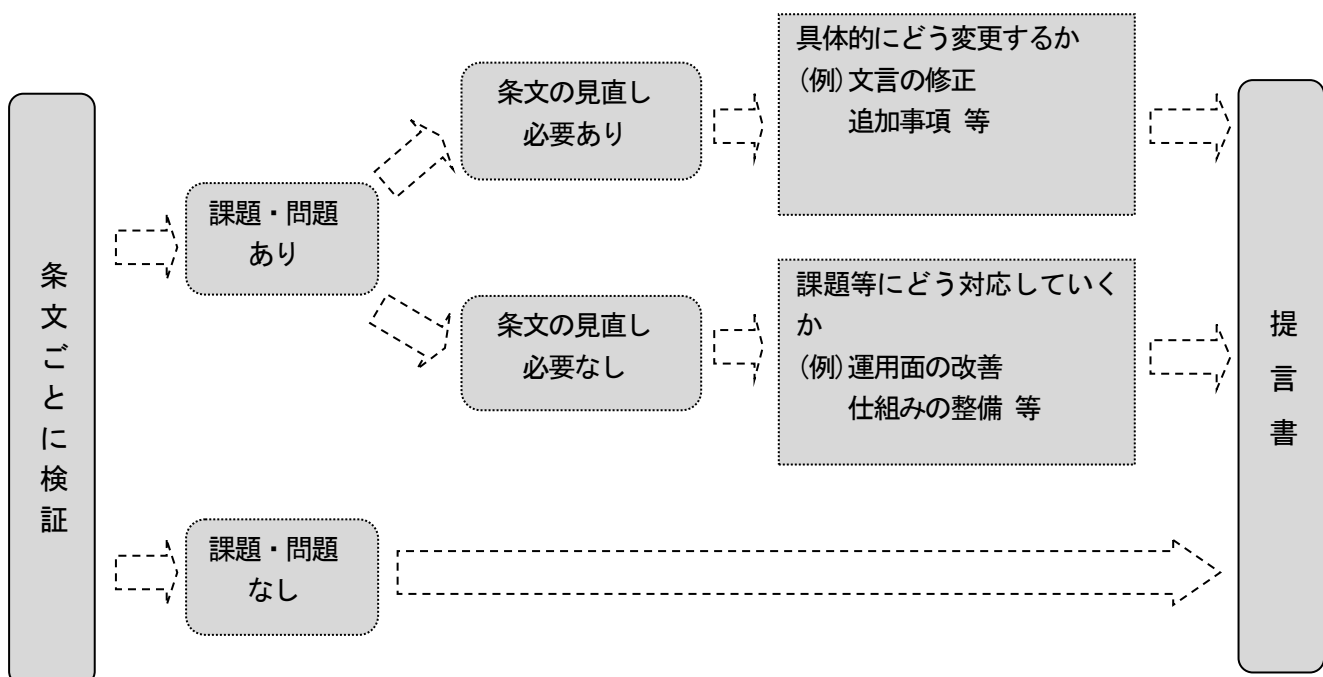 条文ごとに検証
課題・問題
あり
条文の見直し
必要あり
具体的にどう変更するか
(例)文言の修正
追加事項 等
条文の見直し
必要なし
課題等にどう対応していく
か
(例)運用面の改善
仕組みの整備 等
課題・問題
なし
提言書